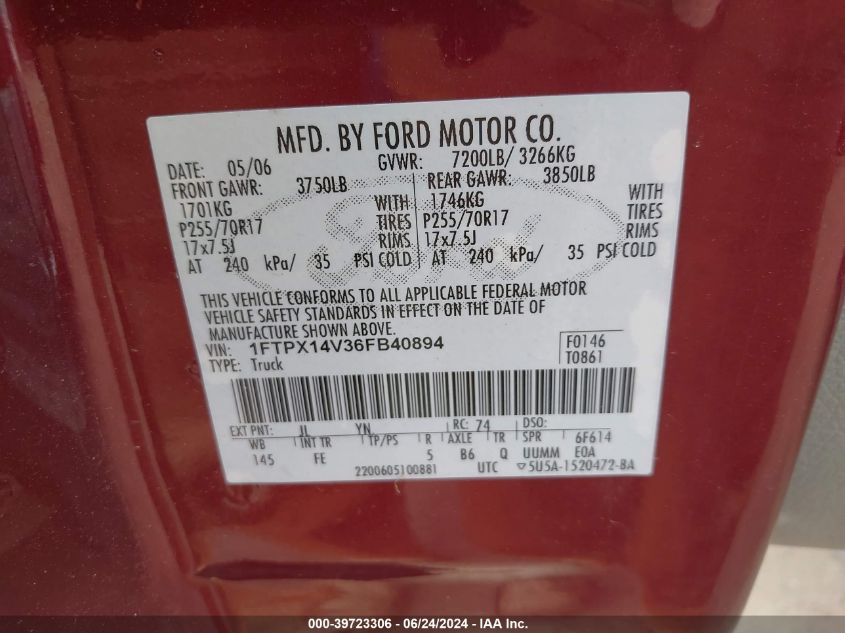 MFD. BY FORD MOTOR CO.
DATE: 05/06 GVWR: 7200LB/ 3266KG
FRONT GAWR: 3750LB REAR GAWR: 3850LB
1701KG WITH 1746KG WITH
P255/70R17 TIRES P255/70R17 TIRES
17x7.5J RIMS 17x7.5J RIMS
AT 240 kPa/ 35 PSI COLD AT 240 kPa/ 35 PSI COLD
THIS VEHICLE CONFORMS TO ALL APPLICABLE FEDERAL MOTOR
VEHICLE SAFETY STANDARDS IN EFFECT ON THE DATE OF
MANUFACTURE SHOWN ABOVE.
VIN: 1FTPX14V36FB40894 F0146
TYPE: Truck T0861
EXT PNT: JL YN RC: 74 DSO:
WB INT TR TP/PS R AXLE TR SPR 6F614
145 FE 5 B6 Q UUMM EOA
2200605100881 UTC ▽5U5A-1520472-BA
000-39723306 - 06/24/2024 - IAA Inc.